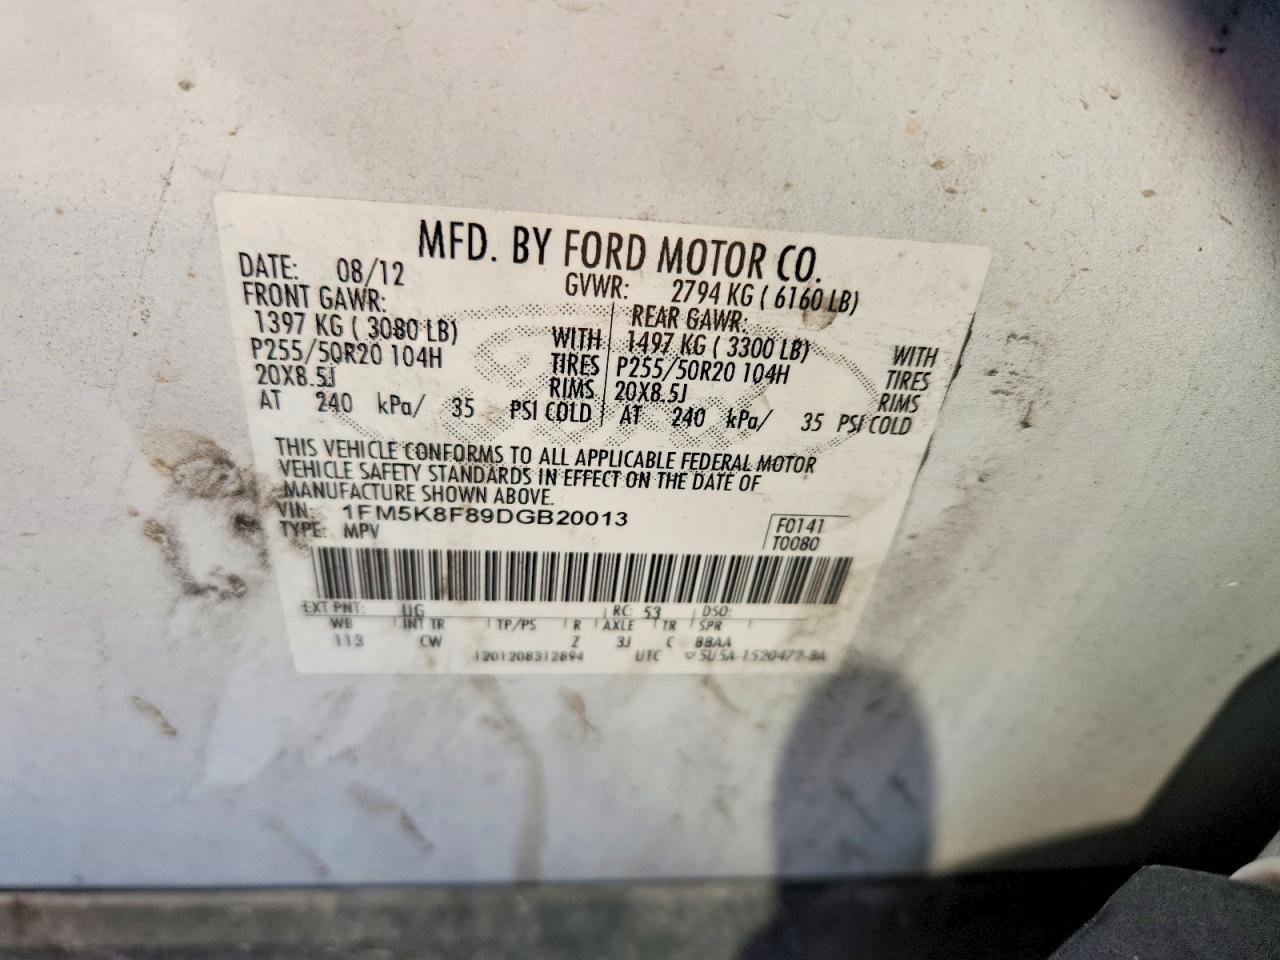 MFD. BY FORD MOTOR CO.
DATE: 08/12 GVWR: 2794 KG ( 6160 LB)
FRONT GAWR: REAR GAWR:
1397 KG ( 3080 LB) WITH 1497 KG ( 3300 LB) WITH
P255/50R20 104H TIRES P255/50R20 104H TIRES
20X8.5J RIMS 20X8.5J RIMS
AT 240 kPa/ 35 PSI COLD AT 240 kPa/ 35 PSI COLD
THIS VEHICLE CONFORMS TO ALL APPLICABLE FEDERAL MOTOR
VEHICLE SAFETY STANDARDS IN EFFECT ON THE DATE OF
MANUFACTURE SHOWN ABOVE.
VIN: 1FM5K8F89DGB20013 F0141
TYPE: MPV T0080
EXT PNT: UG RC: 53 DSO:
WB INT TR TP/PS R AXLE TR SPR
113 CW Z 3J C BBAA
1201208312894 UTC 5U5A-1520472-BA